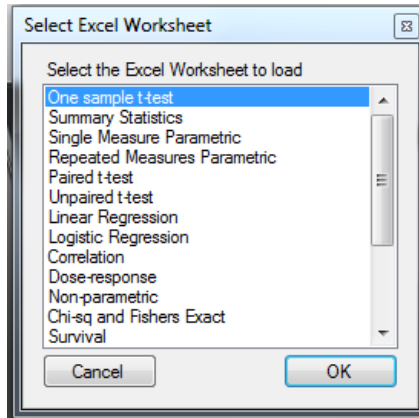 Select Excel Worksheet
Select the Excel Worksheet to load
One sample t-test
Summary Statistics
Single Measure Parametric
Repeated Measures Parametric
Paired t-test
Unpaired t-test
Linear Regression
Logistic Regression
Correlation
Dose-response
Non-parametric
Chi-sq and Fishers Exact
Survival
Cancel OK